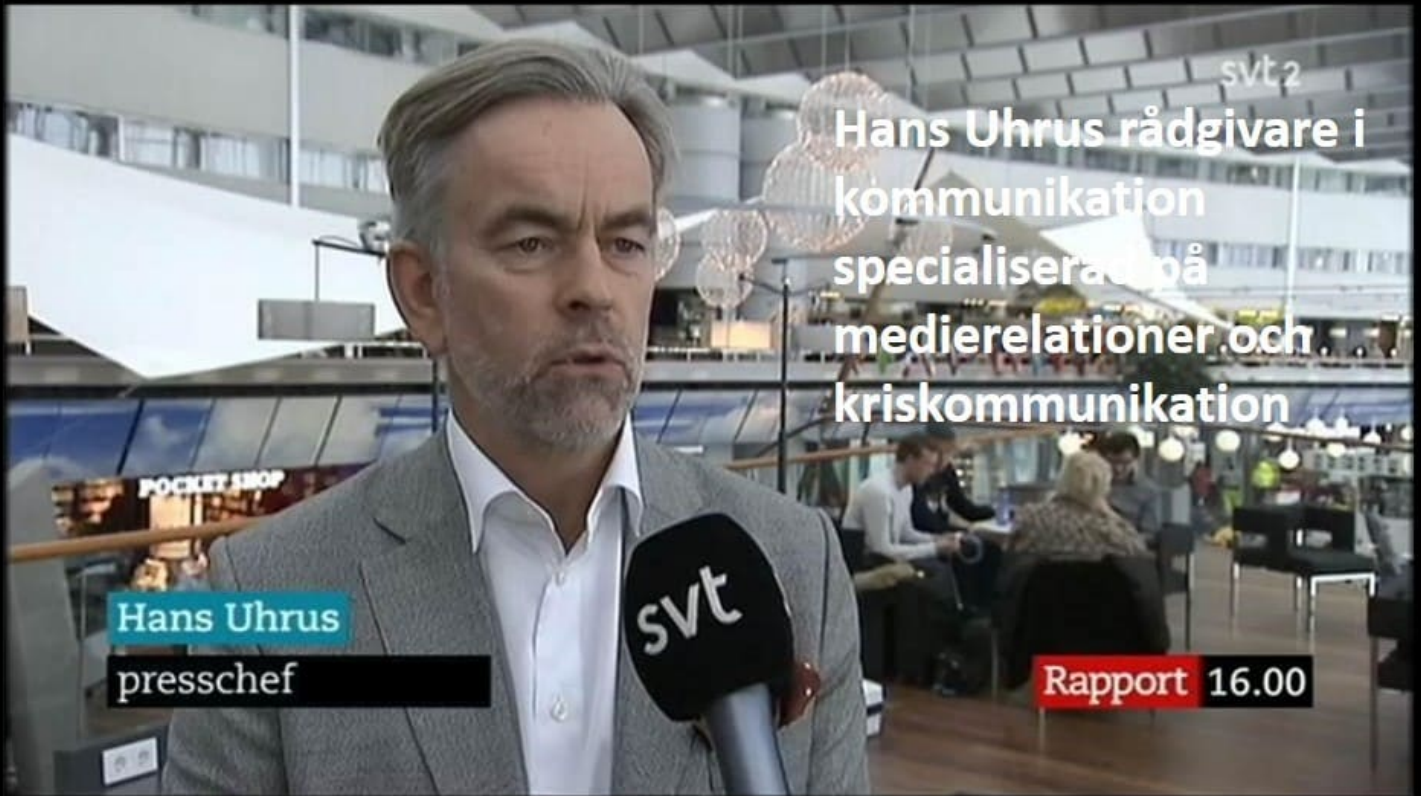 svt2
Hans Uhrus rådgivare i
kommunikation
specialiserad på
medierelationer och
kriskommunikation
POCKET SHOP
svt
Hans Uhrus
presschef
Rapport 16.00